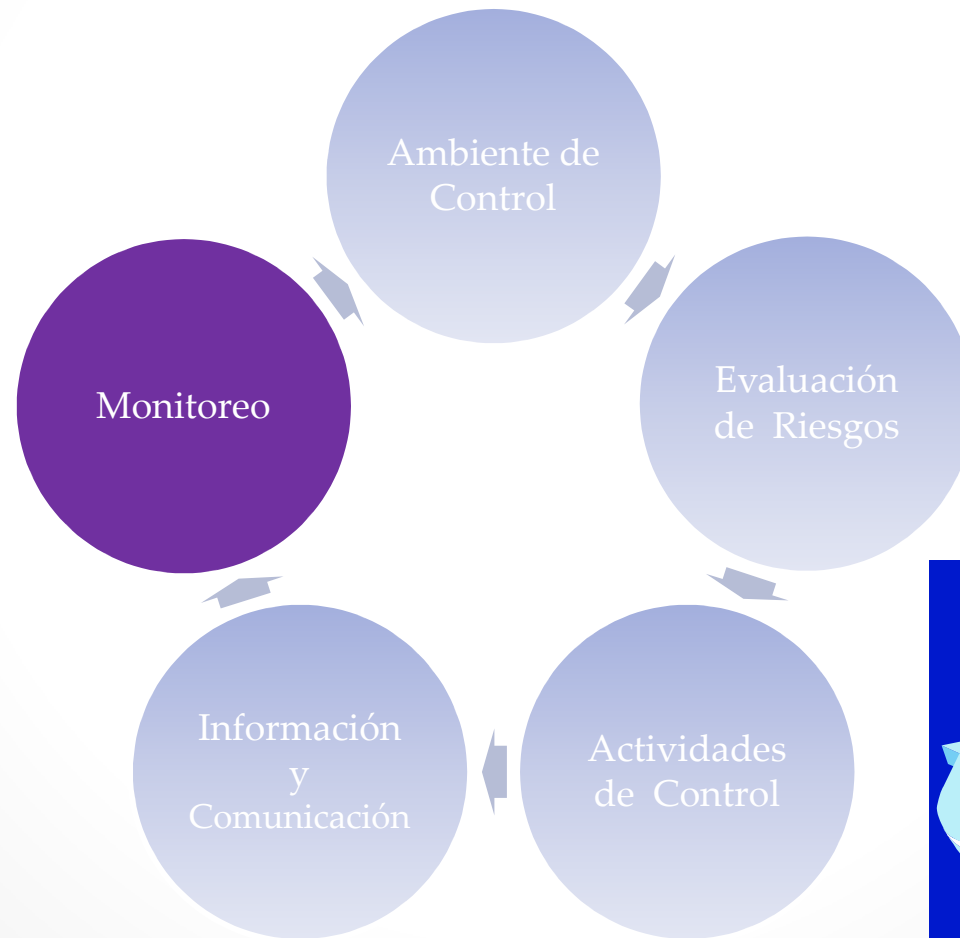 Ambiente de
Control
Evaluación
de Riesgos
Monitoreo
Información
y
Comunicación
Actividades
de Control